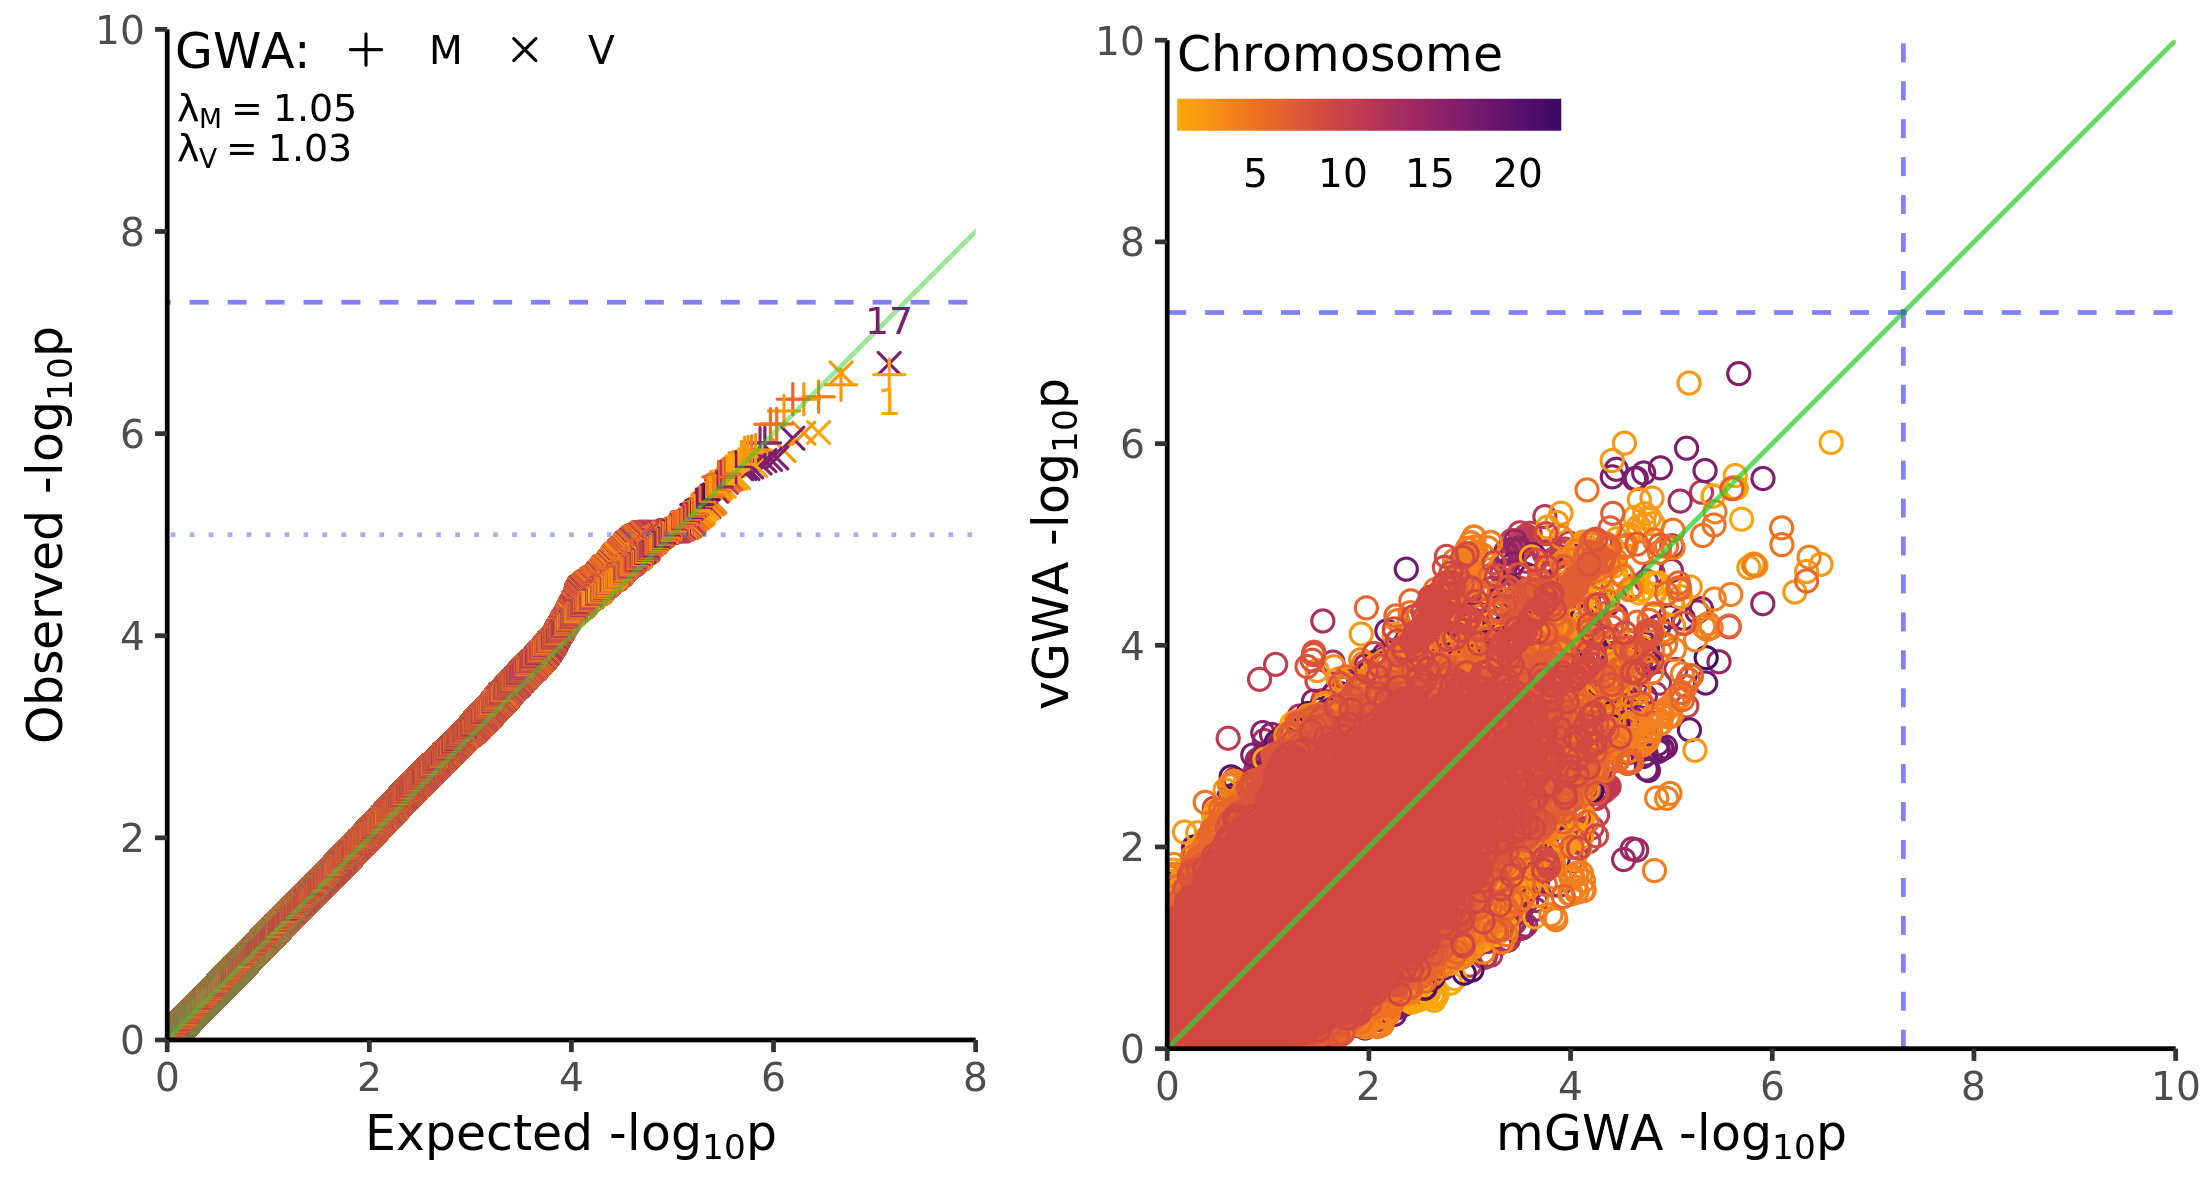 GWA: + M × V
λM = 1.05
λV = 1.03
10
8
6
4
2
0
17
1
0 2 4 6 8
Observed -log10p
Expected -log10p
Chromosome
5 10 15 20
10
8
6
4
2
0
0 2 4 6 8 10
vGWA -log10p
mGWA -log10p